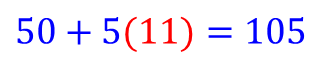 50 + 5(11) = 105